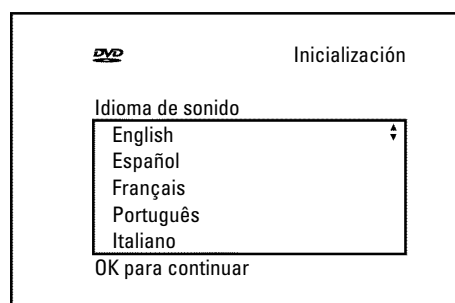 DVD
Inicialización
Idioma de sonido
English
Español
Français
Português
Italiano
OK para continuar